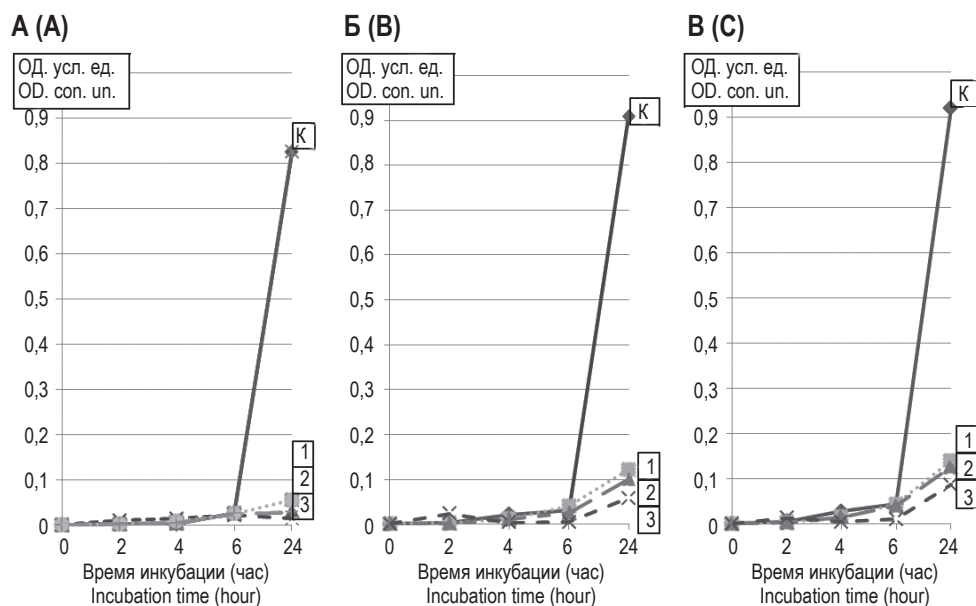 А (A)
ОД. усл. ед.
OD. con. un.
0,9
0,8
0,7
0,6
0,5
0,4
0,3
0,2
0,1
0
К
1
2
3
0 2 4 6 24
Время инкубации (час)
Incubation time (hour)
Б (B)
ОД. усл. ед.
OD. con. un.
0,9
0,8
0,7
0,6
0,5
0,4
0,3
0,2
0,1
0
К
1
2
3
0 2 4 6 24
Время инкубации (час)
Incubation time (hour)
В (C)
ОД. усл. ед.
OD. con. un.
0,9
0,8
0,7
0,6
0,5
0,4
0,3
0,2
0,1
0
К
1
2
3
0 2 4 6 24
Время инкубации (час)
Incubation time (hour)